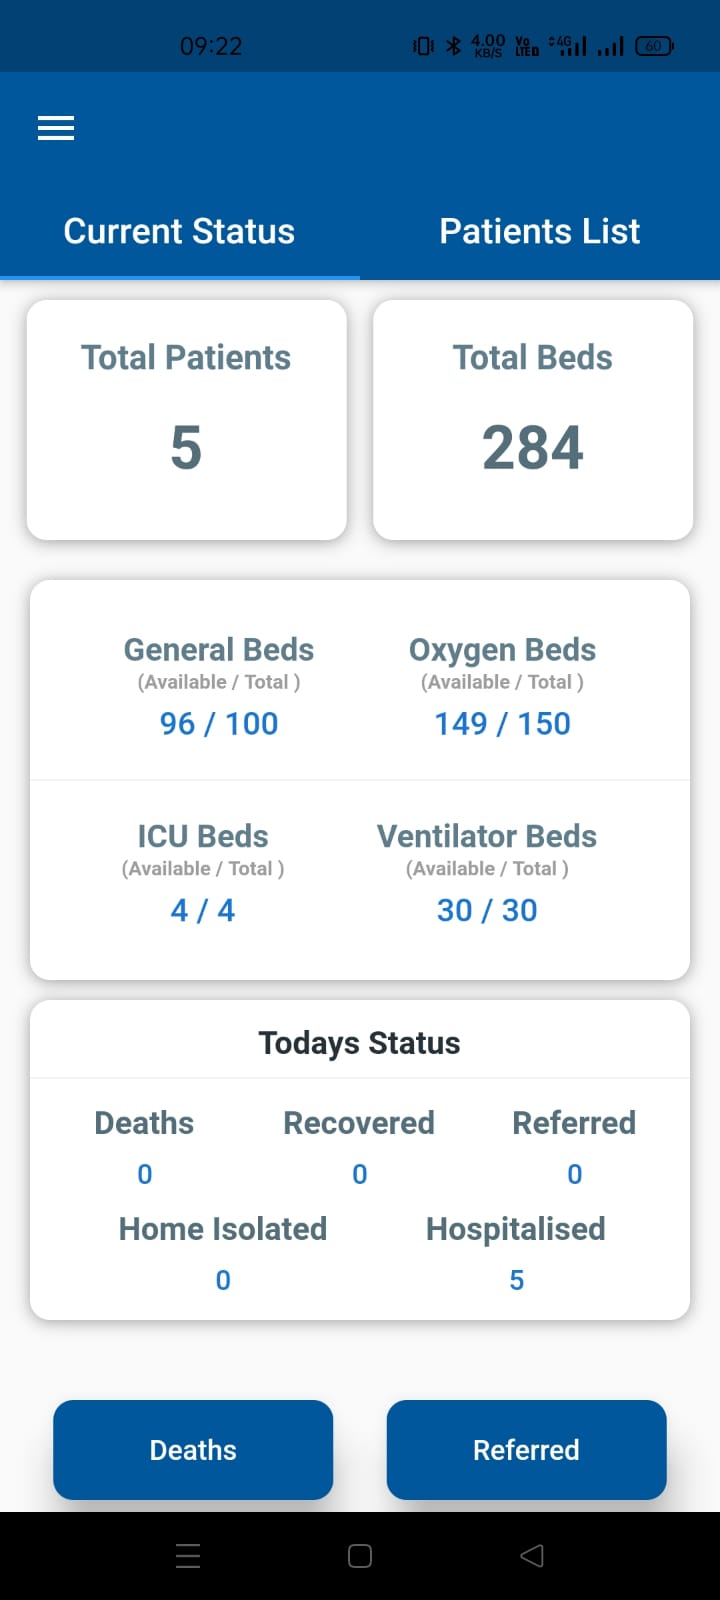 09:22 4.00 KB/S Vo LTED 4G 60
Current Status Patients List
Total Patients Total Beds
5 284
General Beds Oxygen Beds
(Available / Total ) (Available / Total )
96 / 100 149 / 150
ICU Beds Ventilator Beds
(Available / Total ) (Available / Total )
4 / 4 30 / 30
Todays Status
Deaths Recovered Referred
0 0 0
Home Isolated Hospitalised
0 5
Deaths Referred